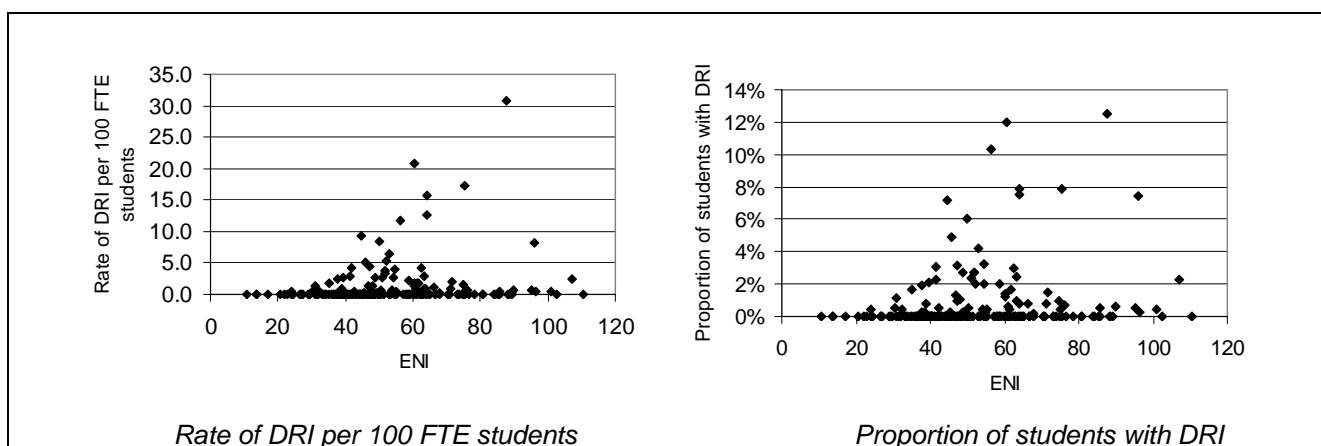 Rate of DRI per 100 FTE
students
35.0
30.0
25.0
20.0
15.0
10.0
5.0
0.0
0 20 40 60 80 100 120
ENI
Rate of DRI per 100 FTE students
Proportion of students with DRI
14%
12%
10%
8%
6%
4%
2%
0%
0 20 40 60 80 100 120
ENI
Proportion of students with DRI